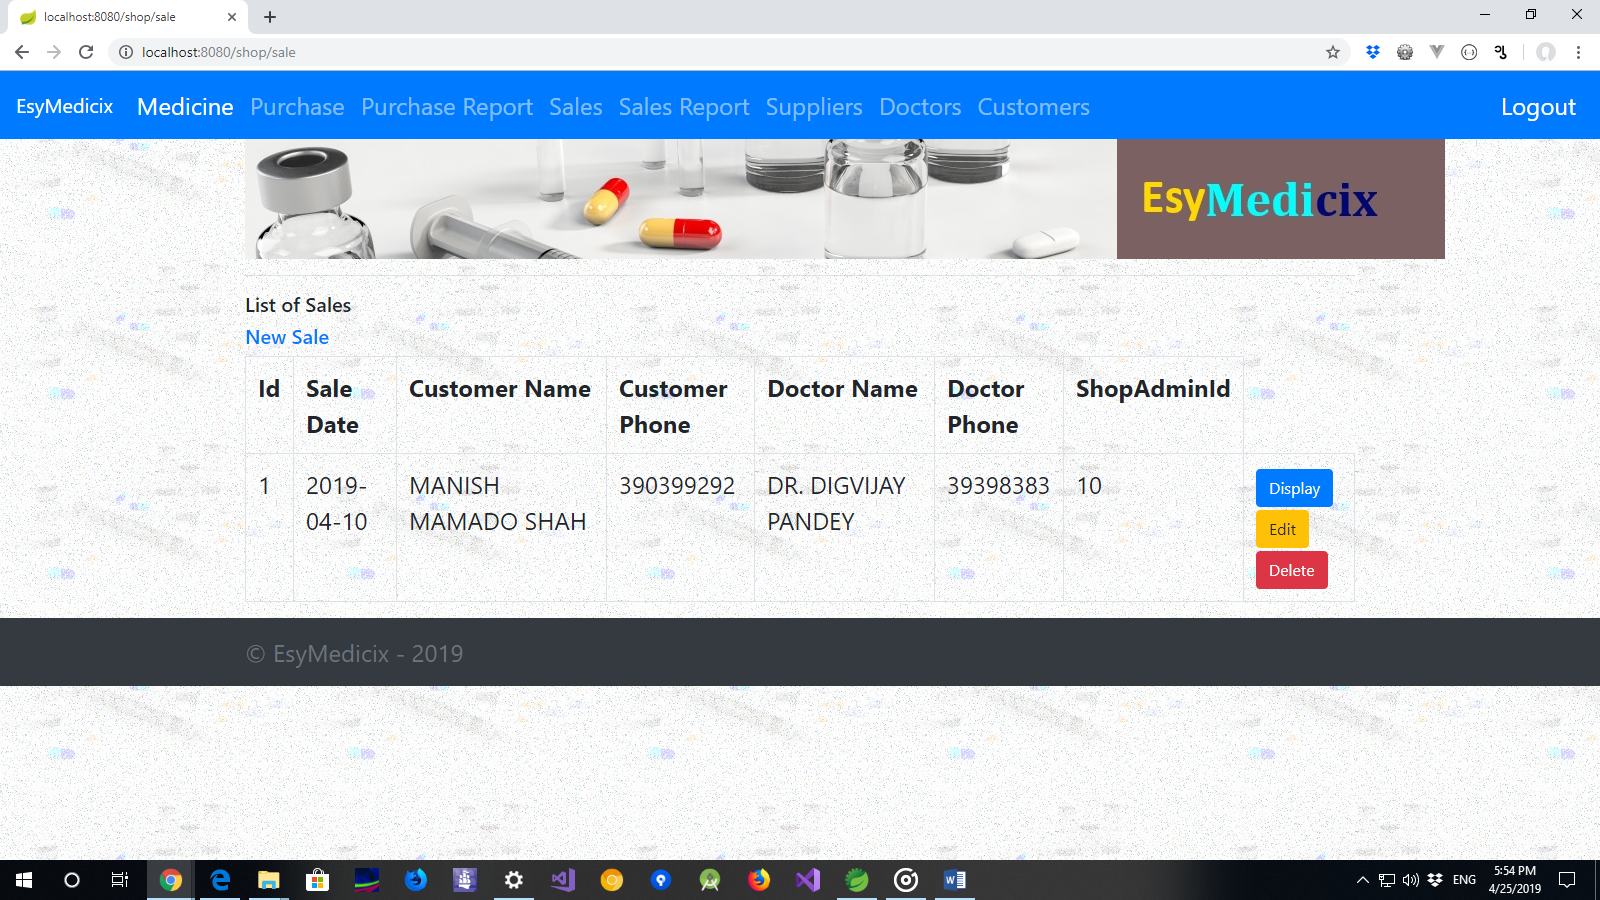 localhost:8080/shop/sale
localhost:8080/shop/sale
EsyMedicix Medicine Purchase Purchase Report Sales Sales Report Suppliers Doctors Customers Logout
EsyMedicix
List of Sales
New Sale
Id Sale Date Customer Name Customer Phone Doctor Name Doctor Phone ShopAdminId
1 2019-04-10 MANISH MAMADO SHAH 390399292 DR. DIGVIJAY PANDEY 39398383 10
Display
Edit
Delete
© EsyMedicix - 2019
ENG
5:54 PM
4/25/2019